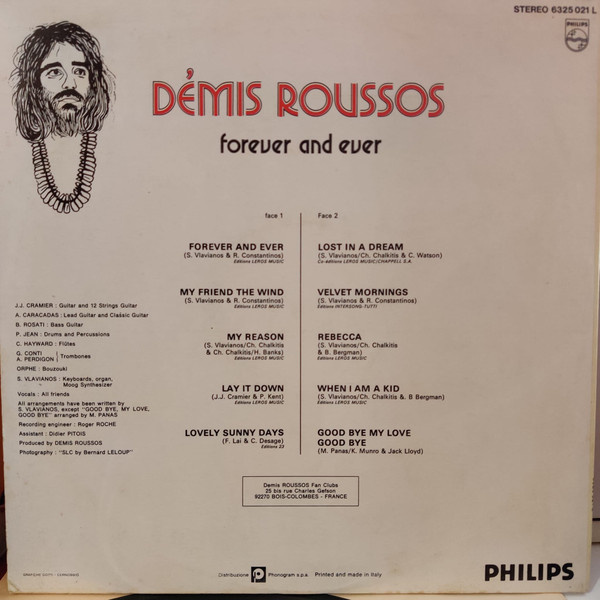 STEREO 6325 021 L
PHILIPS
DÉMIS ROUSSOS
forever and ever
face 1
FOREVER AND EVER
(S. Vlavianos & R. Constantinos)
Editions LEROS MUSIC
MY FRIEND THE WIND
(S. Vlavianos & R. Constantinos)
Editions LEROS MUSIC
MY REASON
(S. Vlavianos/Ch. Chalkitis
& Ch. Chalkitis/H. Banks)
Editions LEROS MUSIC
LAY IT DOWN
(J.J. Cramier & P. Kent)
Editions LEROS MUSIC
LOVELY SUNNY DAYS
(F. Lai & C. Desage)
Editions 23
Face 2
LOST IN A DREAM
(S. Vlavianos/Ch. Chalkitis & C. Watson)
Co-éditions LEROS MUSIC/CHAPPELL S.A.
VELVET MORNINGS
(S. Vlavianos & R. Constantinos)
Editions INTERSONG-TUTTI
REBECCA
(S. Vlavianos/Ch. Chalkitis
& B. Bergman)
Editions LEROS MUSIC
WHEN I AM A KID
(S. Vlavianos/Ch. Chalkitis &. B Bergman)
Editions LEROS MUSIC
GOOD BYE MY LOVE
GOOD BYE
(M. Panas/K. Munro & Jack Lloyd)
J.J. CRAMIER : Guitar and 12 Strings Guitar
A. CARACADAS : Lead Guitar and Classic Guitar
B. ROSATI : Bass Guitar
P. JEAN : Drums and Percussions
C. HAYWARD : Flûtes
G. CONTI
A. PERDIGON
Trombones
ORPHE : Bouzouki
S. VLAVIANOS : Keyboards, organ,
Moog Synthesizer
Vocals : All friends
All arrangements have been written by
S. VLAVIANOS, except "GOOD BYE, MY LOVE,
GOOD BYE" arranged by M. PANAS
Recording engineer : Roger ROCHE
Assistant : Didier PITOIS
Produced by DEMIS ROUSSOS
Photography : "SLC by Bernard LELOUP"
Demis ROUSSOS Fan Clubs
25 bis rue Charles Gefson
92270 BOIS-COLOMBES - FRANCE
Distribuzione
Phonogram s.p.a.
Printed and made in Italy
PHILIPS